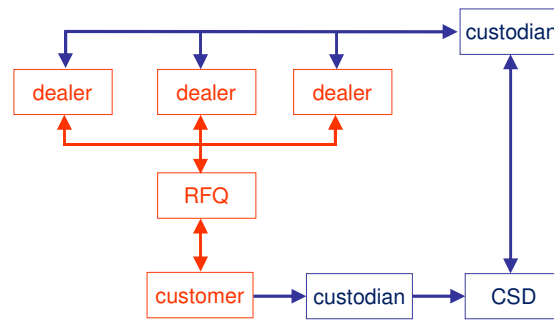 custodian
dealer
dealer
dealer
RFQ
customer
custodian
CSD